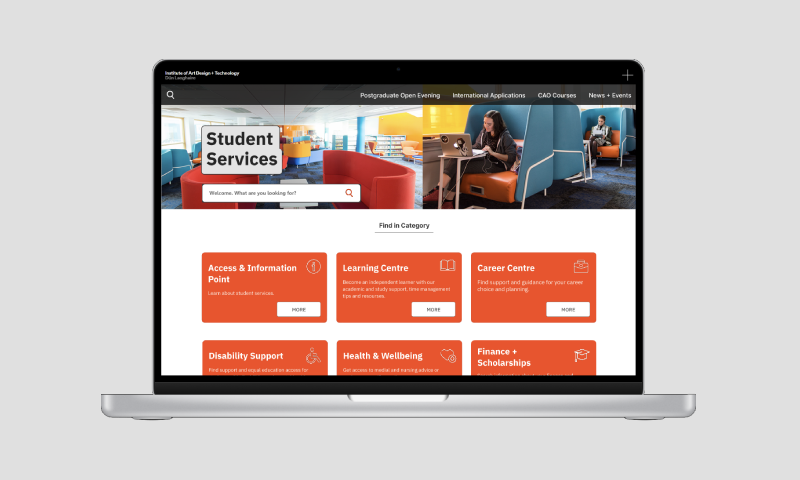 Institute of Art Design + Technology
Dún Laoghaire
Postgraduate Open Evening
International Applications
CAO Courses
News + Events
Student
Services
Welcome. What are you looking for?
Find in Category
Access & Information
Point
Learn about student services.
MORE
Learning Centre
Become an independent learner with our
academic and study support, time management
tips and resources.
MORE
Career Centre
Find support and guidance for your career
choice and planning.
MORE
Disability Support
Find support and equal education access for
Health & Wellbeing
Get access to medial and nursing advice or
Finance +
Scholarships